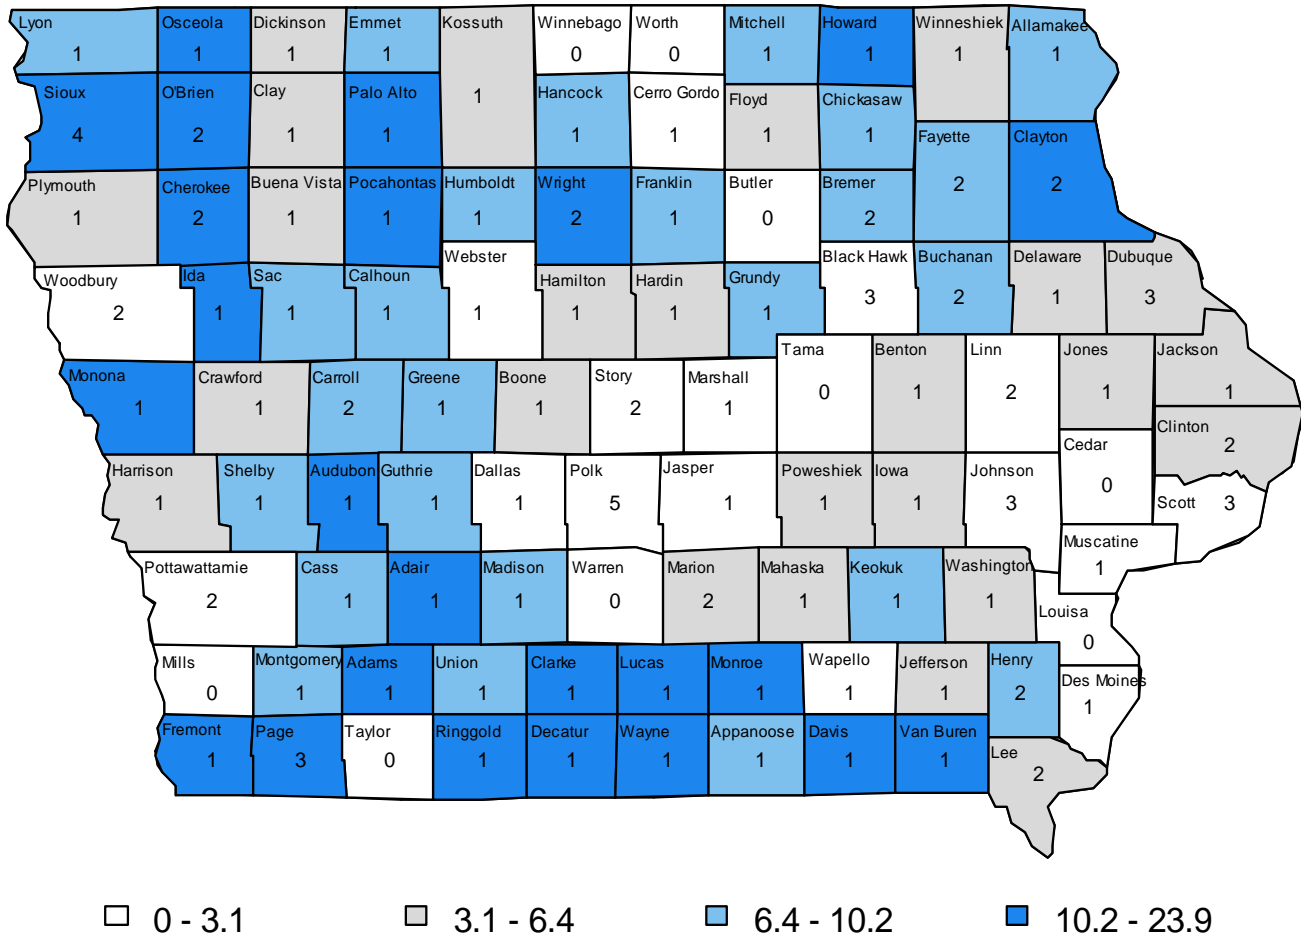 Lyon Osceola Dickinson Emmet Kossuth Winnebago Worth Mitchell Howard Winneshiek Allamakee
1 1 1 1 0 0 1 1 1 1
Sioux O'Brien Clay Palo Alto 1 Hancock Cerro Gordo Floyd Chickasaw
4 2 1 1 1 1 1 1
Fayette Clayton
2 2
Plymouth Cherokee Buena Vista Pocahontas Humboldt Wright Franklin Butler Bremer
1 2 1 1 1 2 1 0 2
Woodbury Ida Sac Calhoun Webster Hamilton Hardin Grundy Black Hawk Buchanan Delaware Dubuque
2 1 1 1 1 1 1 1 3 2 1 3
Monona Crawford Carroll Greene Boone Story Marshall Tama Benton Linn Jones Jackson
1 1 2 1 1 2 1 0 1 2 1 1
Clinton
2
Cedar
0
Harrison Shelby Audubon Guthrie Dallas Polk Jasper Poweshiek Iowa Johnson Scott
1 1 1 1 1 5 1 1 1 3 3
Muscatine
1
Pottawattamie Cass Adair Madison Warren Marion Mahaska Keokuk Washington
2 1 1 1 0 2 1 1 1
Louisa
0
Mills Montgomery Adams Union Clarke Lucas Monroe Wapello Jefferson Henry Des Moines
0 1 1 1 1 1 1 1 1 2 1
Fremont Page Taylor Ringgold Decatur Wayne Appanoose Davis Van Buren Lee
1 3 0 1 1 1 1 1 1 2
0 - 3.1 3.1 - 6.4 6.4 - 10.2 10.2 - 23.9